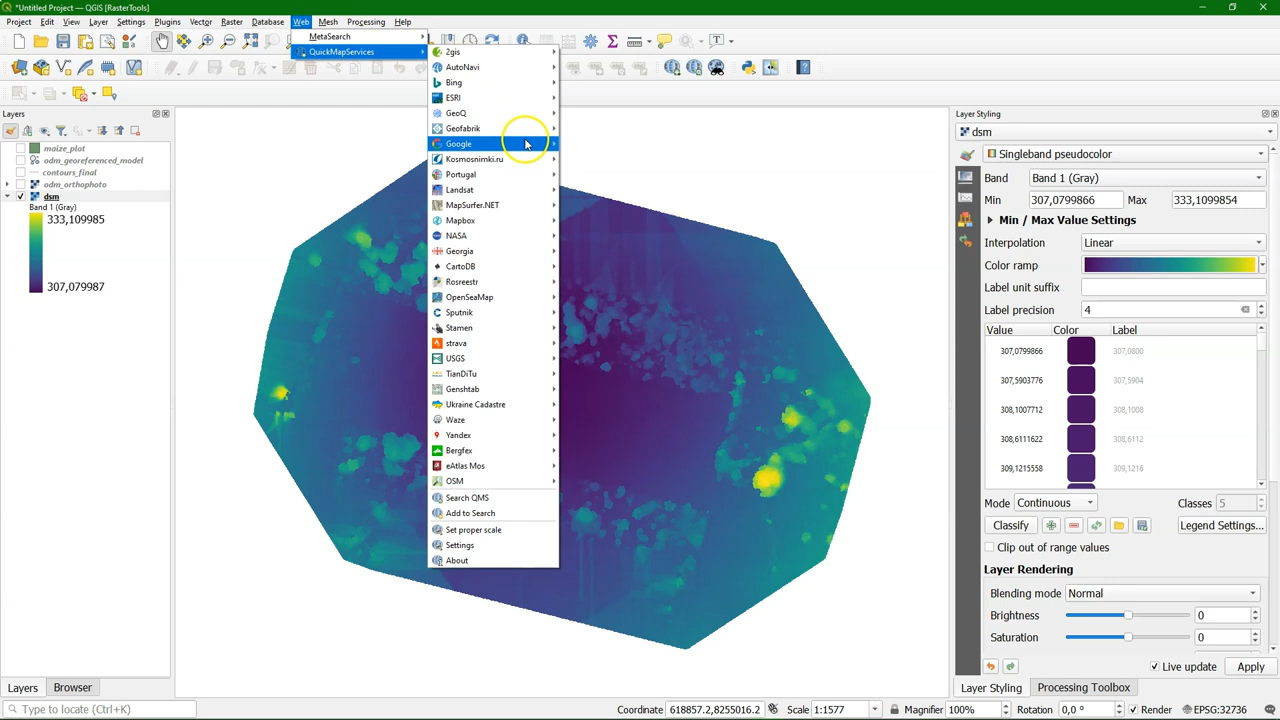 *Untitled Project — QGIS [RasterTools]
Project Edit View Layer Settings Plugins Vector Raster Database Web Mesh Processing Help
MetaSearch
QuickMapServices
2gis
AutoNavi
Bing
ESRI
GeoQ
Geofabrik
Google
Kosmosnimki.ru
Portugal
Landsat
MapSurfer.NET
Mapbox
NASA
Georgia
CartoDB
Rosreestr
OpenSeaMap
Sputnik
Stamen
strava
USGS
TianDiTu
Genshtab
Ukraine Cadastre
Waze
Yandex
Bergfex
eAtlas Mos
OSM
Search QMS
Add to Search
Set proper scale
Settings
About
Layers
maize_plot
odm_georeferenced_model
contours_final
odm_orthophoto
dsm
Band 1 (Gray)
333,109985
307,079987
Layers Browser
Layer Styling
dsm
Singleband pseudocolor
Band Band 1 (Gray)
Min 307,0799866 Max 333,1099854
Min / Max Value Settings
Interpolation Linear
Color ramp
Label unit suffix
Label precision 4
Value Color Label
307,0799866 307,0800
307,5903776 307,5904
308,1007712 308,1008
308,6111622 308,6112
309,1215558 309,1216
Mode Continuous Classes 5
Classify Legend Settings...
Clip out of range values
Layer Rendering
Blending mode Normal
Brightness 0
Saturation 0
Live update Apply
Layer Styling Processing Toolbox
Type to locate (Ctrl+K) Coordinate 618857.2,8255016.2 Scale 1:1577 Magnifier 100% Rotation 0,0 ° Render EPSG:32736